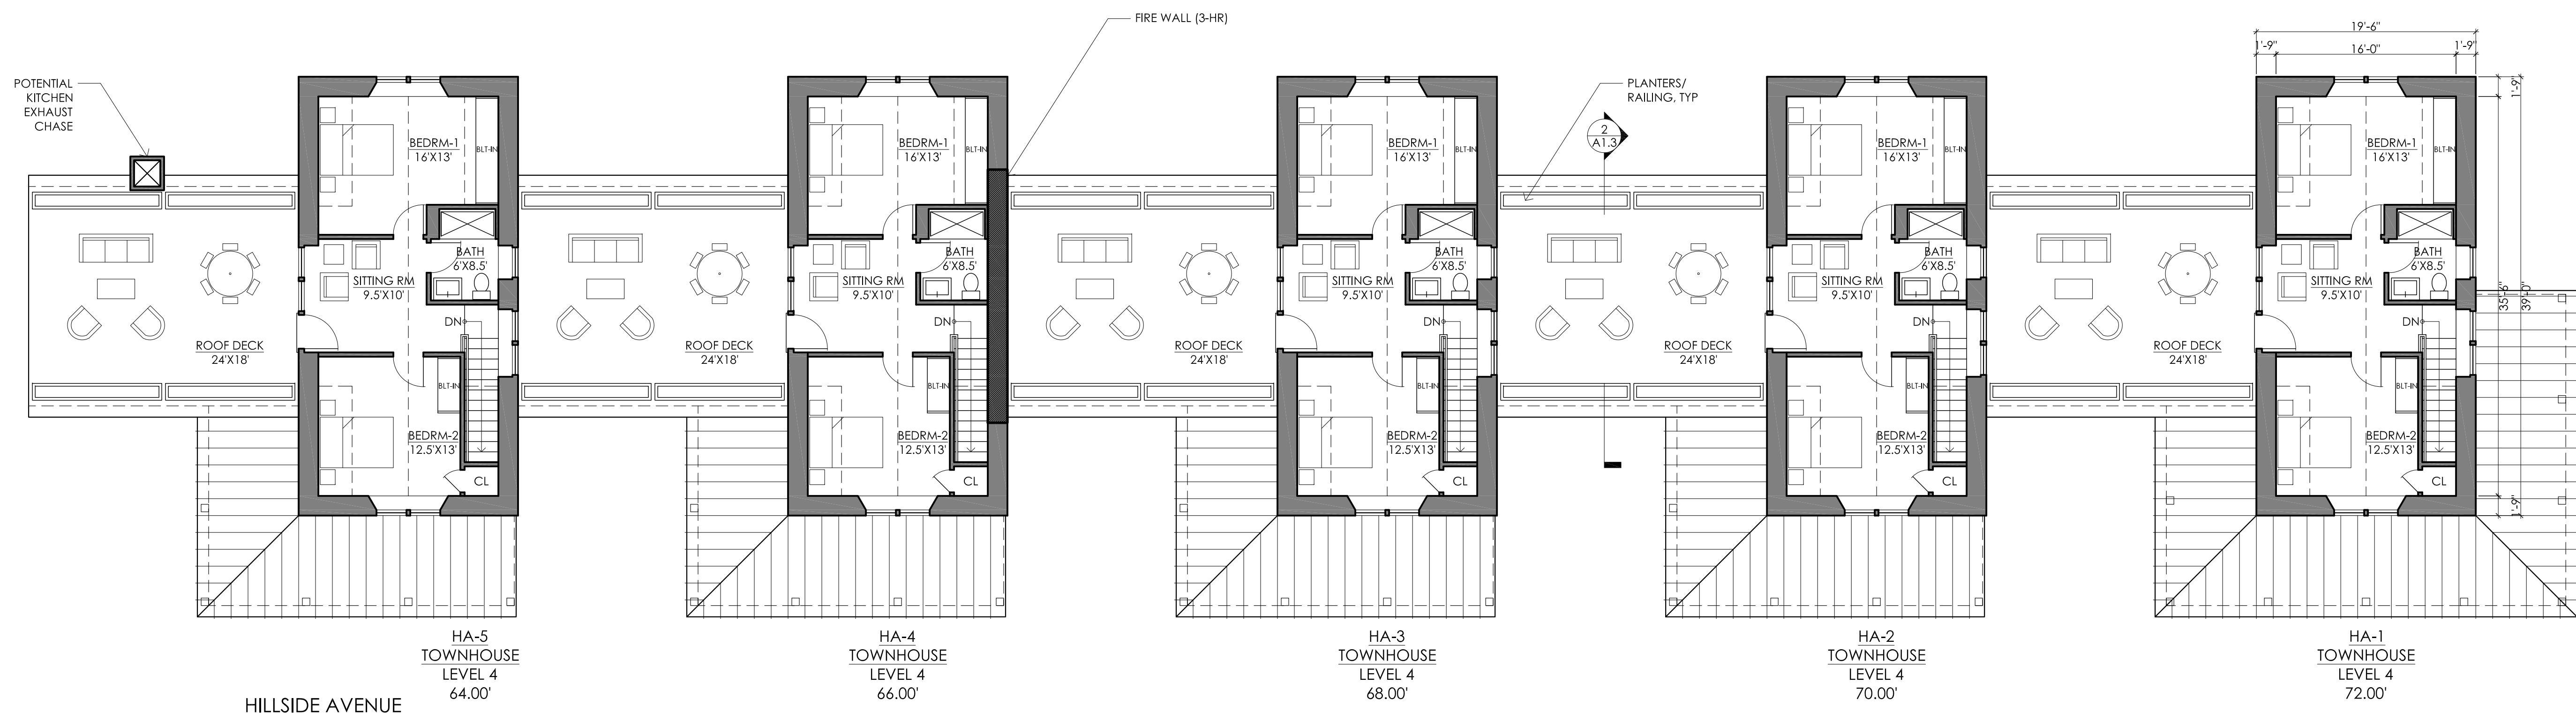 FIRE WALL (3-HR)
POTENTIAL
KITCHEN
EXHAUST
CHASE
PLANTERS/
RAILING, TYP
2
A1.3
19'-6"
1'-9"
16'-0"
1'-9"
1'-9"
35'-6"
39'-0"
1'-9"
BEDRM-1
16'X13'
BLT-IN
BATH
6'X8.5'
SITTING RM
9.5'X10'
DN
ROOF DECK
24'X18'
BLT-IN
BEDRM-2
12.5'X13'
CL
BEDRM-1
16'X13'
BLT-IN
BATH
6'X8.5'
SITTING RM
9.5'X10'
DN
ROOF DECK
24'X18'
BLT-IN
BEDRM-2
12.5'X13'
CL
BEDRM-1
16'X13'
BLT-IN
BATH
6'X8.5'
SITTING RM
9.5'X10'
DN
ROOF DECK
24'X18'
BLT-IN
BEDRM-2
12.5'X13'
CL
BEDRM-1
16'X13'
BLT-IN
BATH
6'X8.5'
SITTING RM
9.5'X10'
DN
ROOF DECK
24'X18'
BLT-IN
BEDRM-2
12.5'X13'
CL
BEDRM-1
16'X13'
BLT-IN
BATH
6'X8.5'
SITTING RM
9.5'X10'
DN
ROOF DECK
24'X18'
BLT-IN
BEDRM-2
12.5'X13'
CL
HA-5
TOWNHOUSE
LEVEL 4
64.00'
HA-4
TOWNHOUSE
LEVEL 4
66.00'
HA-3
TOWNHOUSE
LEVEL 4
68.00'
HA-2
TOWNHOUSE
LEVEL 4
70.00'
HA-1
TOWNHOUSE
LEVEL 4
72.00'
HILLSIDE AVENUE